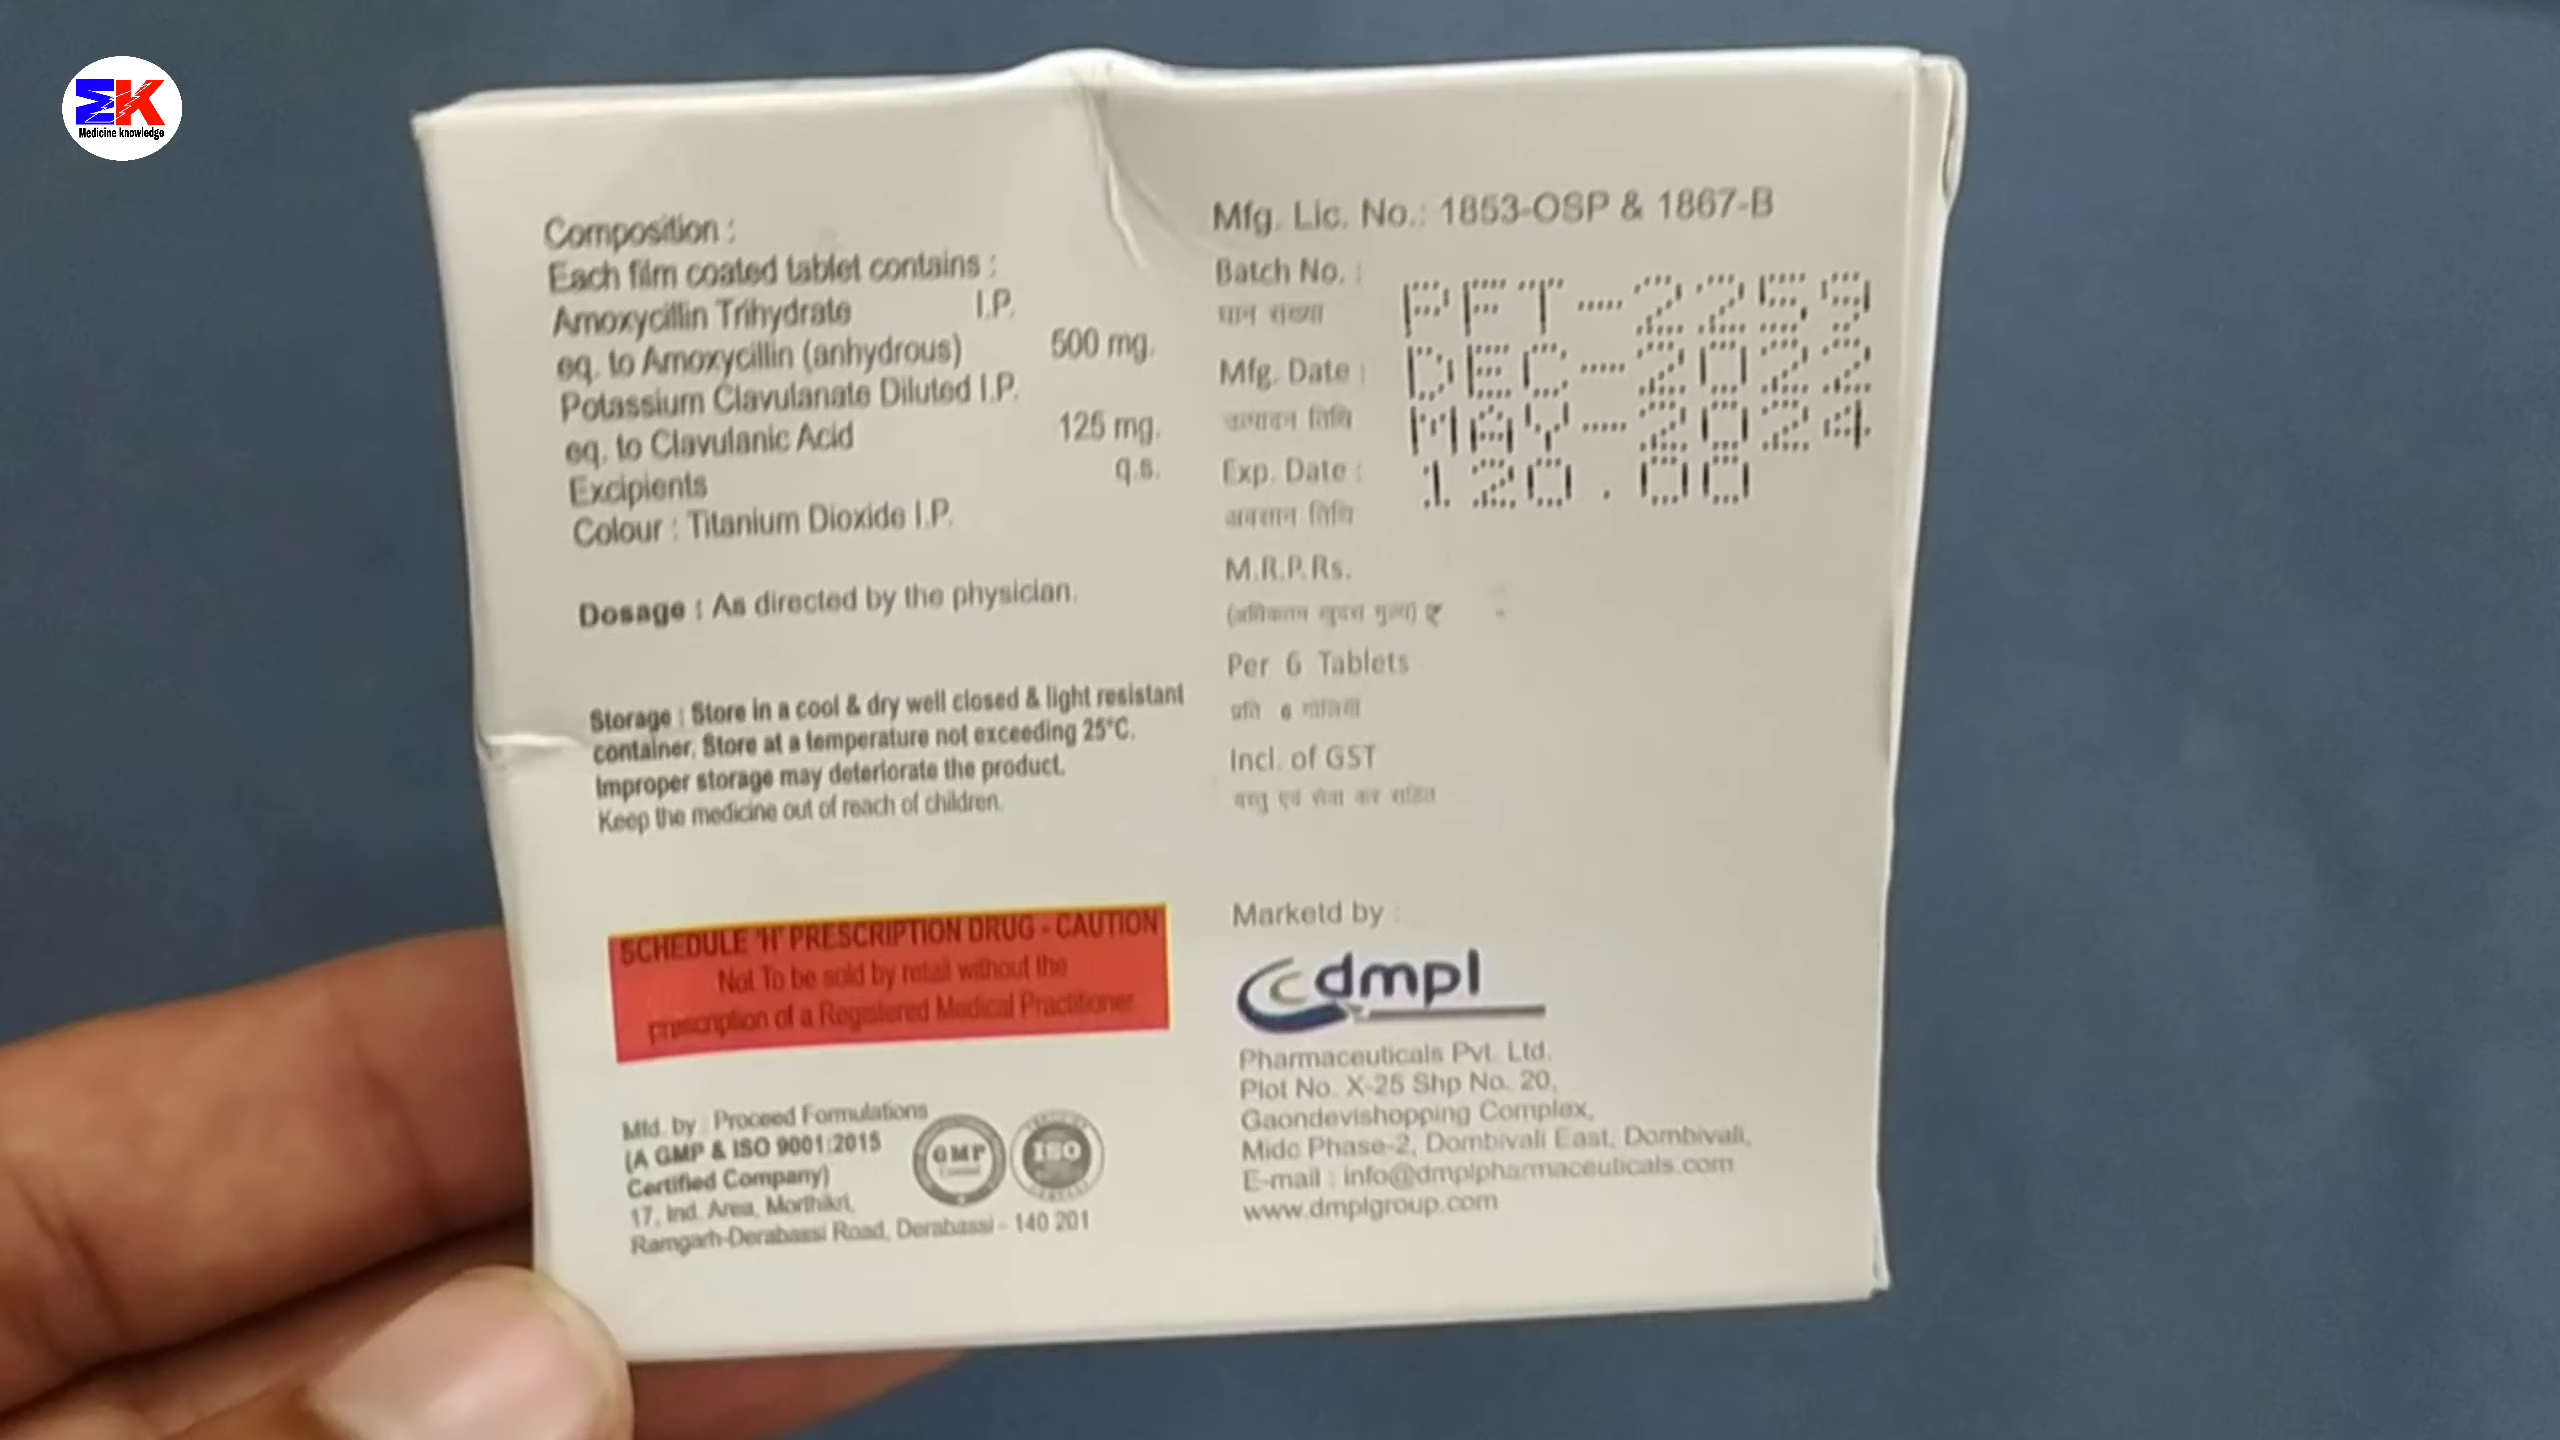 EK
Medicine knowledge
Composition :
Each film coated tablet contains :
Amoxycillin Trihydrate I.P.
eq. to Amoxycillin (anhydrous) 500 mg.
Potassium Clavulanate Diluted I.P.
eq. to Clavulanic Acid 125 mg.
Excipients q.s.
Colour : Titanium Dioxide I.P.
Dosage : As directed by the physician.
Storage : Store in a cool & dry well closed & light resistant
container. Store at a temperature not exceeding 25°C.
Improper storage may deteriorate the product.
Keep the medicine out of reach of children.
SCHEDULE 'H' PRESCRIPTION DRUG - CAUTION
Not To be sold by retail without the
prescription of a Registered Medical Practitioner.
Mfd. by : Proceed Formulations
(A GMP & ISO 9001:2015
Certified Company)
17, Ind. Area, Morthikri,
Ramgarh-Derabassi Road, Derabassi - 140 201
GMP
ISO
Mfg. Lic. No.: 1853-OSP & 1867-B
Batch No. : PFT-2259
घान संख्या
Mfg. Date : DEC-2022
उत्पादन तिथि MAY-2024
Exp. Date : 120.00
अवसान तिथि
M.R.P. Rs.
(अधिकतम खुदरा मूल्य) ₹
Per 6 Tablets
प्रति 6 गोलियां
Incl. of GST
वस्तु एवं सेवा कर सहित
Marketd by :
dmpl
Pharmaceuticals Pvt. Ltd.
Plot No. X-25 Shp No. 20,
Gaondevishopping Complex,
Midc Phase-2, Dombivali East, Dombivali,
E-mail : info@dmplpharmaceuticals.com
www.dmplgroup.com